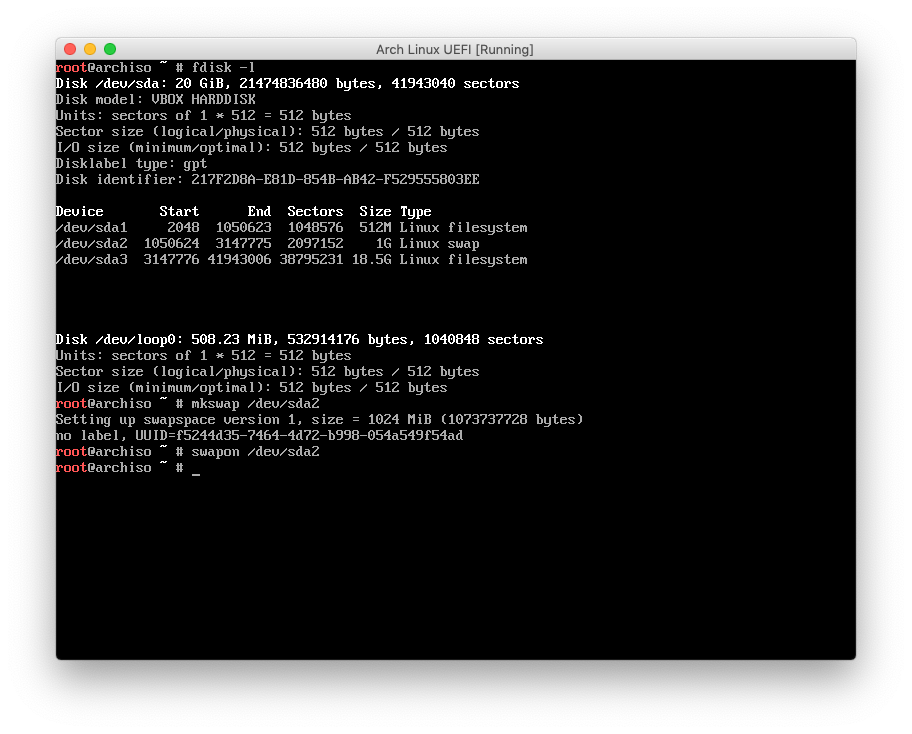 Arch Linux UEFI [Running]
root@archiso ~ # fdisk -l
Disk /dev/sda: 20 GiB, 21474836480 bytes, 41943040 sectors
Disk model: VBOX HARDDISK
Units: sectors of 1 * 512 = 512 bytes
Sector size (logical/physical): 512 bytes / 512 bytes
I/O size (minimum/optimal): 512 bytes / 512 bytes
Disklabel type: gpt
Disk identifier: 217F2D8A-E81D-854B-AB42-F529555803EE
Device       Start      End  Sectors  Size Type
/dev/sda1     2048  1050623  1048576  512M Linux filesystem
/dev/sda2  1050624  3147775  2097152    1G Linux swap
/dev/sda3  3147776 41943006 38795231 18.5G Linux filesystem
Disk /dev/loop0: 508.23 MiB, 532914176 bytes, 1040848 sectors
Units: sectors of 1 * 512 = 512 bytes
Sector size (logical/physical): 512 bytes / 512 bytes
I/O size (minimum/optimal): 512 bytes / 512 bytes
root@archiso ~ # mkswap /dev/sda2
Setting up swapspace version 1, size = 1024 MiB (1073737728 bytes)
no label, UUID=f5244d35-7464-4d72-b998-054a549f54ad
root@archiso ~ # swapon /dev/sda2
root@archiso ~ # _